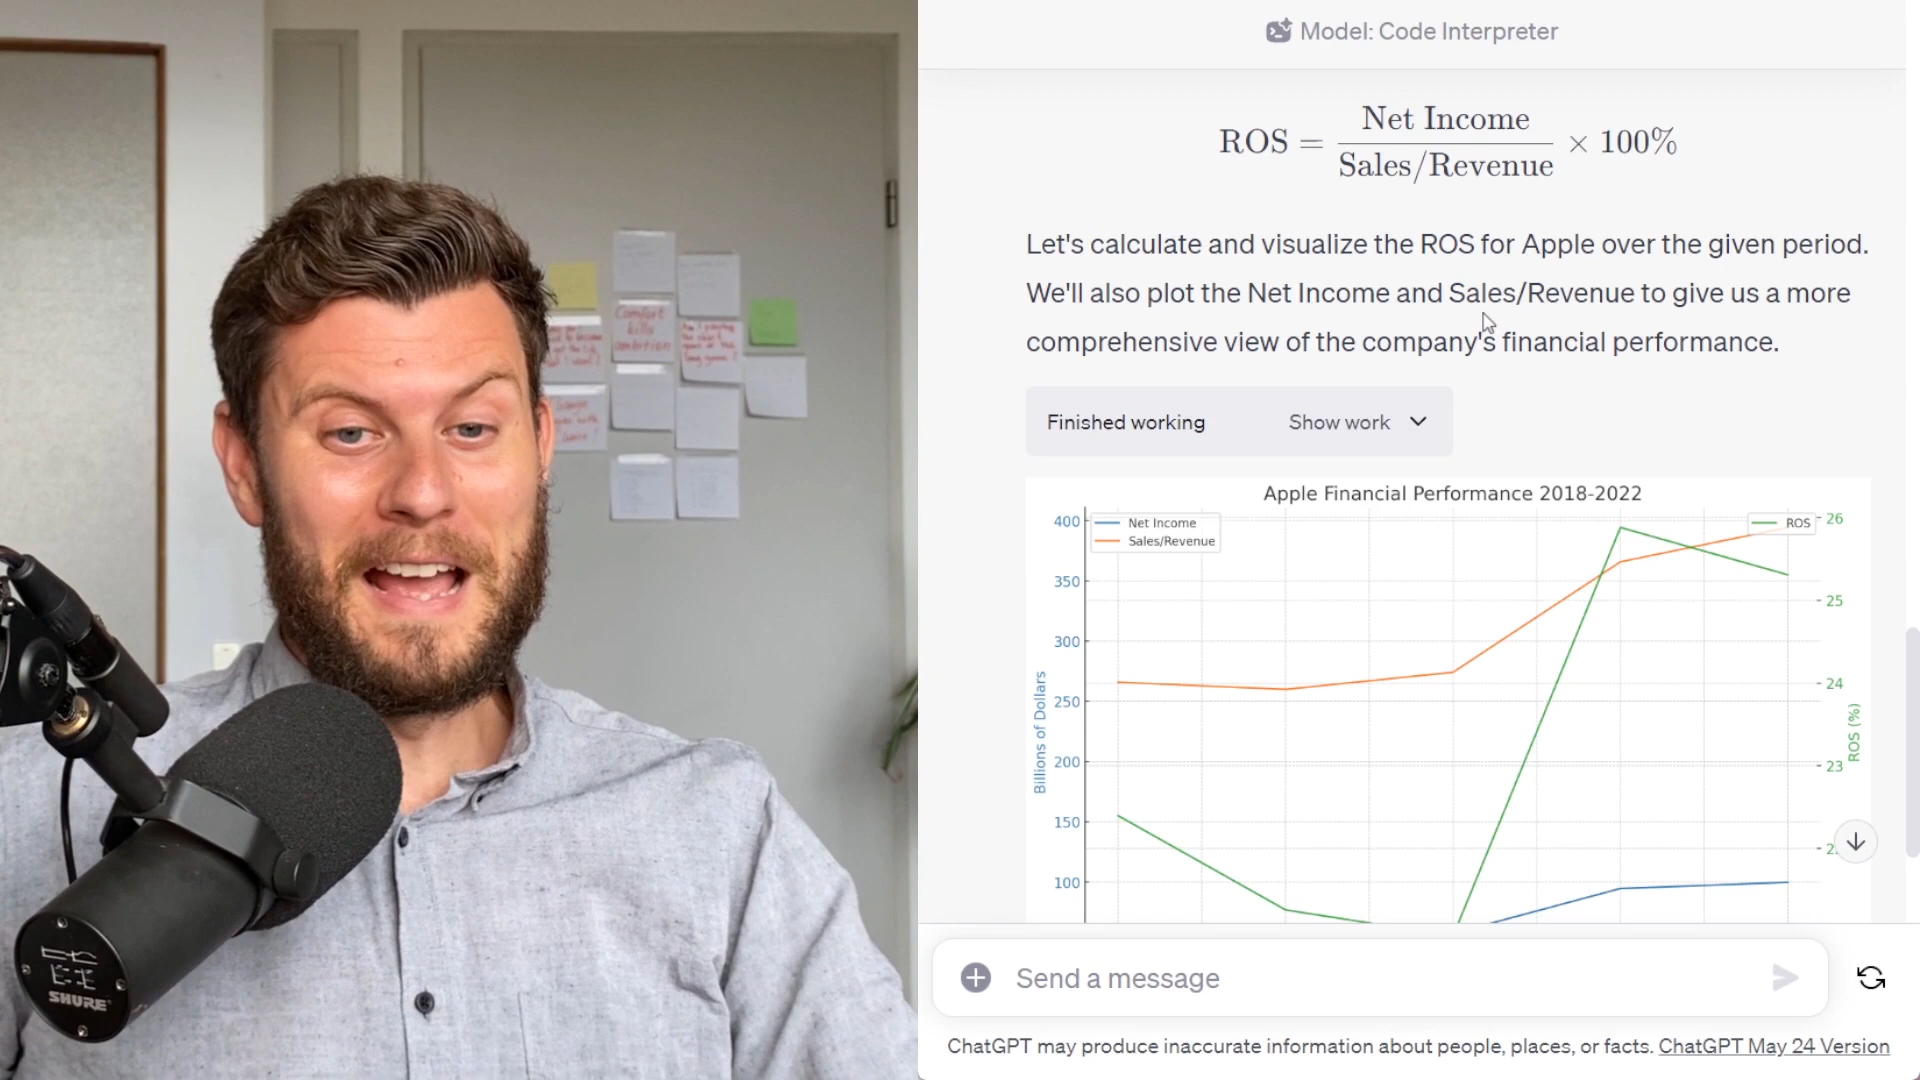 Comfort
kills
SHURE
Model: Code Interpreter
ROS = Net Income / Sales/Revenue × 100%
Let's calculate and visualize the ROS for Apple over the given period.
We'll also plot the Net Income and Sales/Revenue to give us a more
comprehensive view of the company's financial performance.
Finished working
Show work
Apple Financial Performance 2018-2022
Net Income
Sales/Revenue
ROS
400
350
300
250
200
150
100
Billions of Dollars
26
25
24
23
ROS (%)
Send a message
ChatGPT may produce inaccurate information about people, places, or facts. ChatGPT May 24 Version